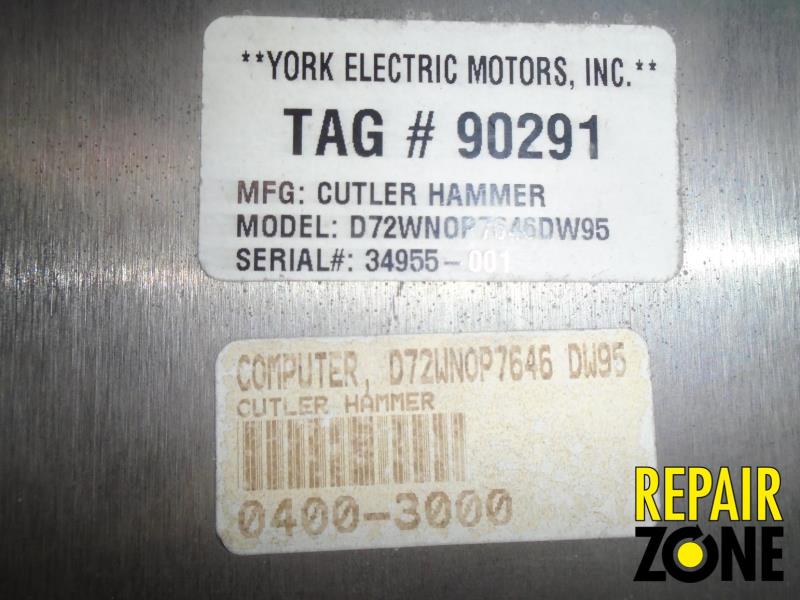 **YORK ELECTRIC MOTORS, INC.**
TAG # 90291
MFG: CUTLER HAMMER
MODEL: D72WNOP7646DW95
SERIAL#: 34955-001
COMPUTER, D72WNOP7646 DW95
CUTLER HAMMER
0400-3000
REPAIR
ZONE